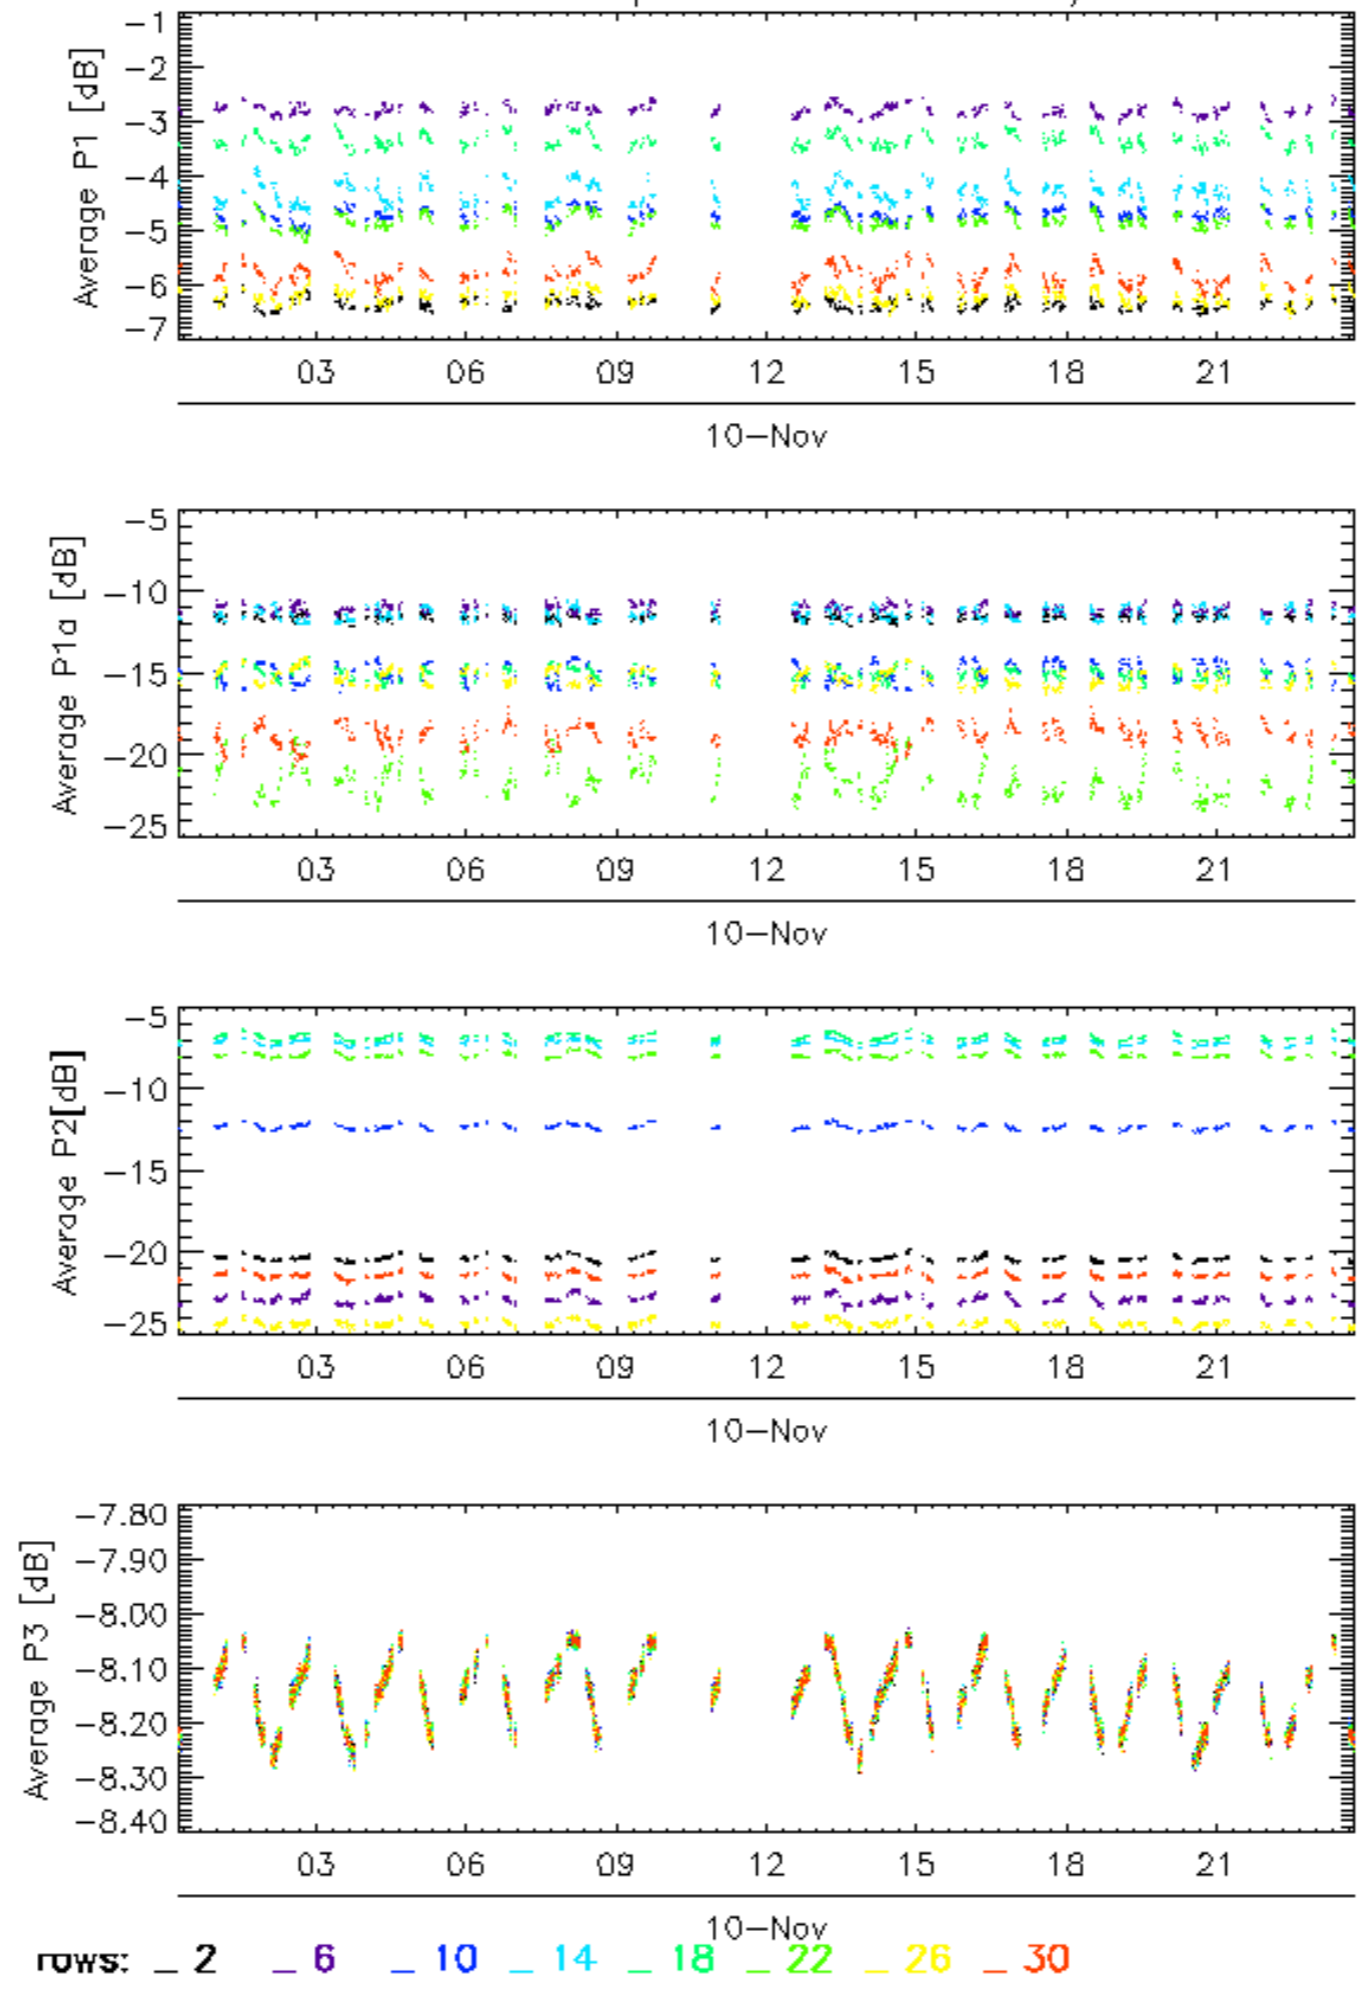 Average P1 [dB]
-1
-2
-3
-4
-5
-6
-7
03 06 09 12 15 18 21
10-Nov
Average P1a [dB]
-5
-10
-15
-20
-25
03 06 09 12 15 18 21
10-Nov
Average P2[dB]
-5
-10
-15
-20
-25
03 06 09 12 15 18 21
10-Nov
Average P3 [dB]
-7.80
-7.90
-8.00
-8.10
-8.20
-8.30
-8.40
03 06 09 12 15 18 21
10-Nov
rows: _ 2 _ 6 _ 10 _ 14 _ 18 _ 22 _ 26 _ 30